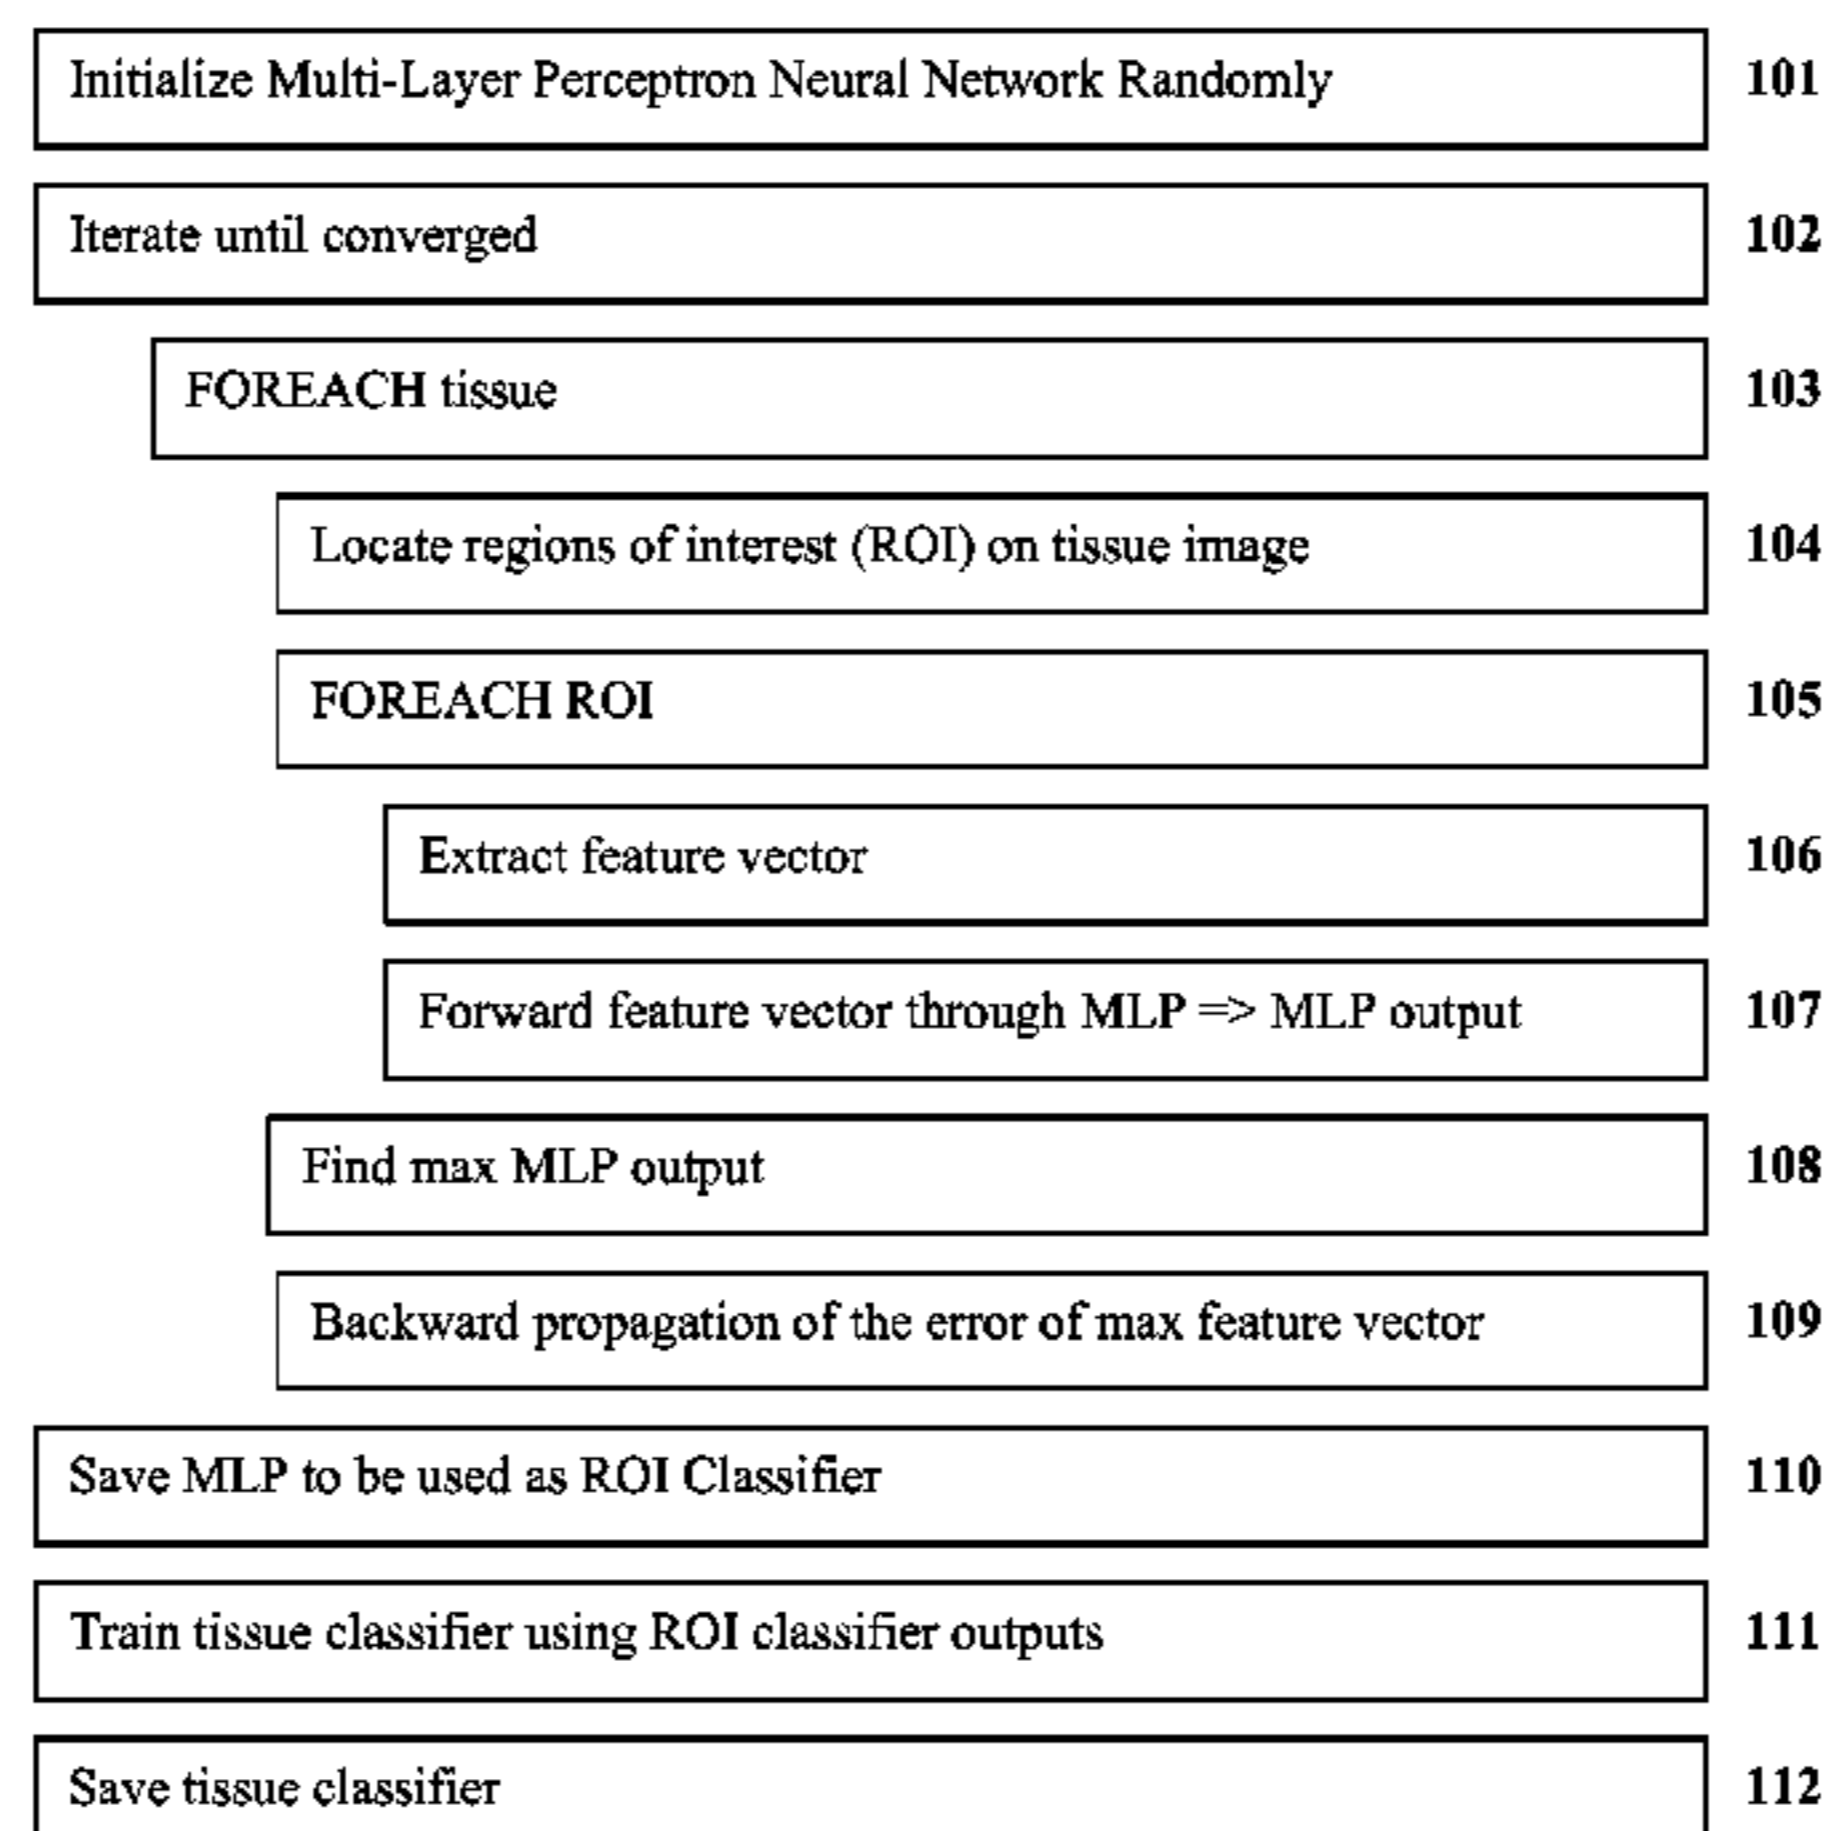 Initialize Multi-Layer Perceptron Neural Network Randomly 101
Iterate until converged 102
FOREACH tissue 103
Locate regions of interest (ROI) on tissue image 104
FOREACH ROI 105
Extract feature vector 106
Forward feature vector through MLP => MLP output 107
Find max MLP output 108
Backward propagation of the error of max feature vector 109
Save MLP to be used as ROI Classifier 110
Train tissue classifier using ROI classifier outputs 111
Save tissue classifier 112